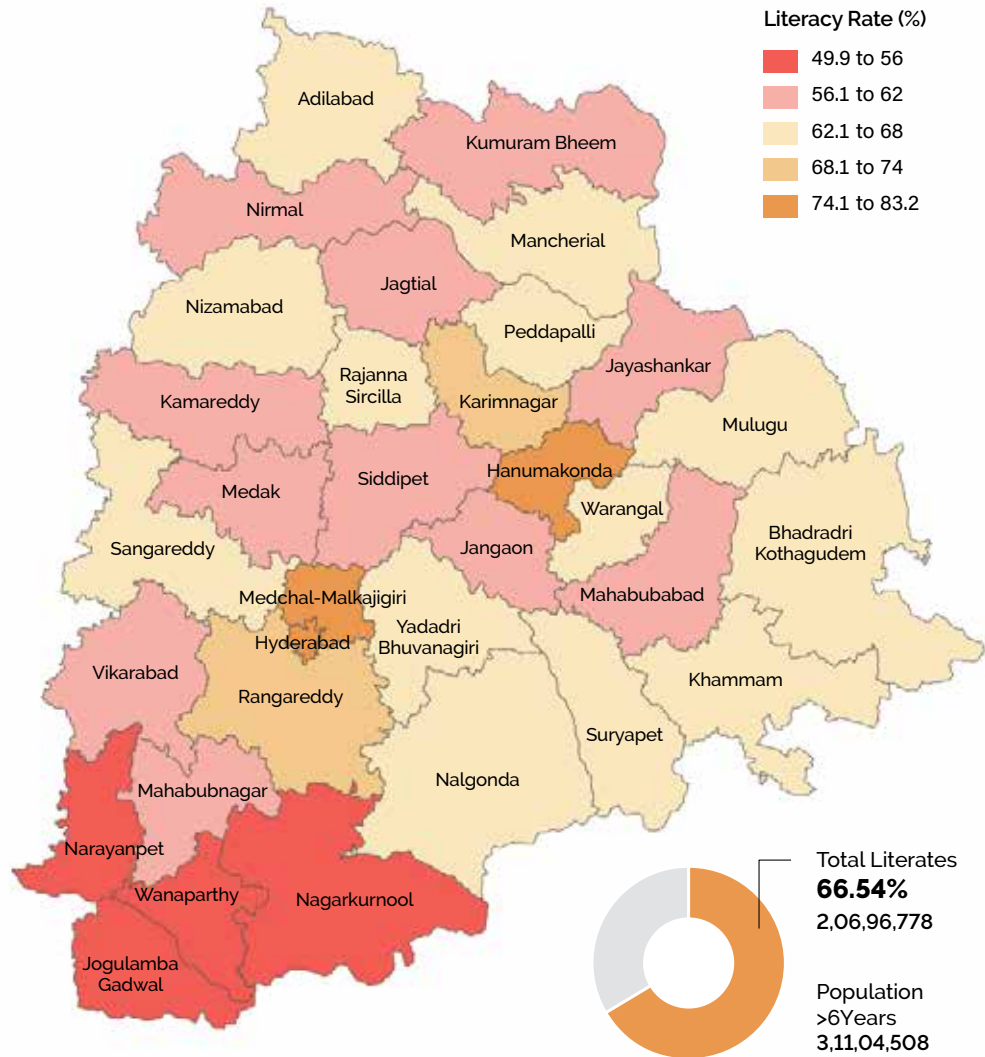 Literacy Rate (%)
49.9 to 56
56.1 to 62
62.1 to 68
68.1 to 74
74.1 to 83.2
Adilabad
Kumuram Bheem
Nirmal
Mancherial
Jagtial
Nizamabad
Peddapalli
Jayashankar
Rajanna
Sircilla
Kamareddy
Karimnagar
Mulugu
Hanumakonda
Siddipet
Medak
Warangal
Bhadradri
Kothagudem
Sangareddy
Jangaon
Mahabubabad
Medchal-Malkajigiri
Hyderabad
Yadadri
Bhuvanagiri
Vikarabad
Khammam
Rangareddy
Suryapet
Nalgonda
Mahabubnagar
Narayanpet
Wanaparthy
Nagarkurnool
Jogulamba
Gadwal
Total Literates
66.54%
2,06,96,778
Population
>6Years
3,11,04,508